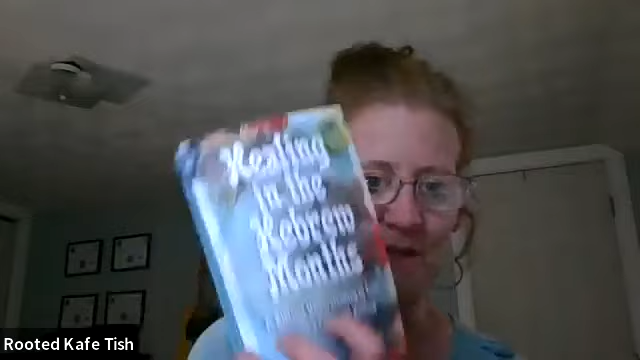 Healing
in the
Hebrew
Months
Rooted Kafe Tish